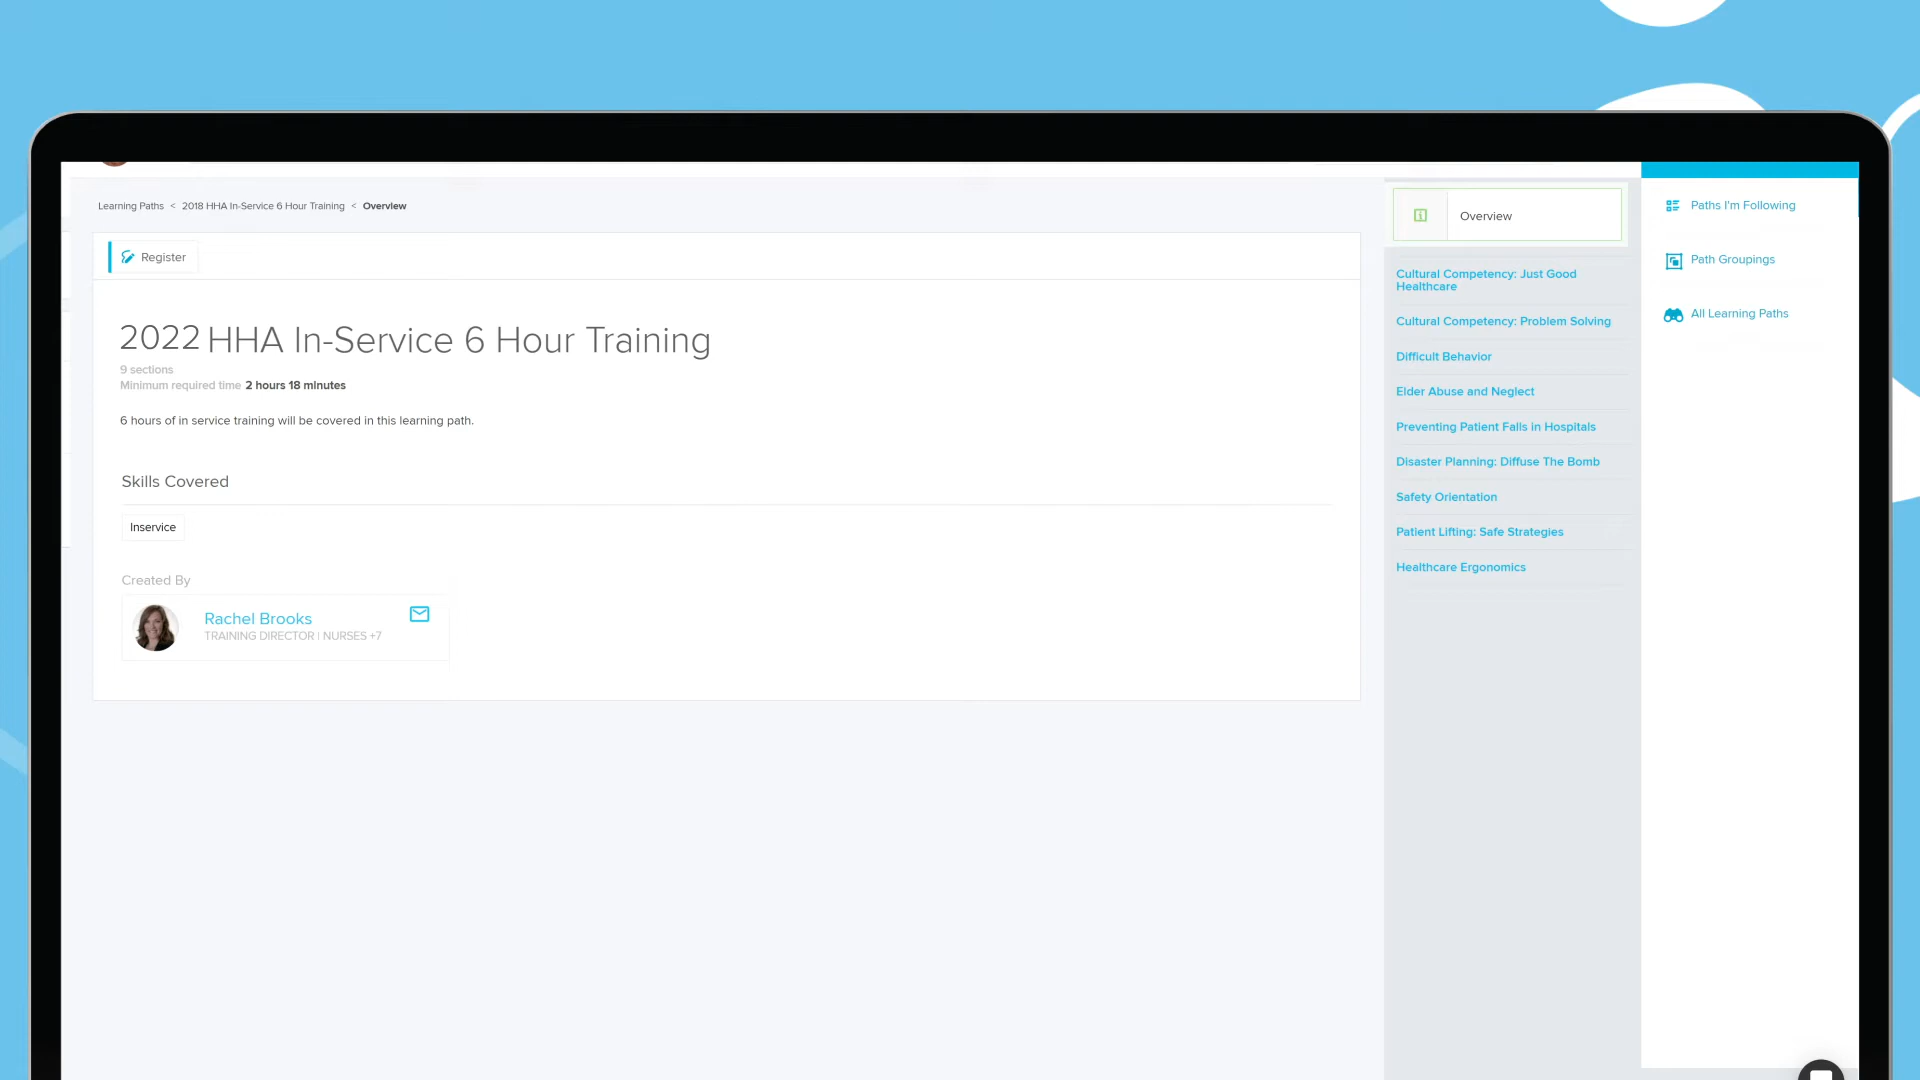 Learning Paths < 2018 HHA In-Service 6 Hour Training < Overview
Register
2022 HHA In-Service 6 Hour Training
9 sections
Minimum required time 2 hours 18 minutes
6 hours of in service training will be covered in this learning path.
Skills Covered
Inservice
Created By
Rachel Brooks
TRAINING DIRECTOR | NURSES +7
Overview
Cultural Competency: Just Good
Healthcare
Cultural Competency: Problem Solving
Difficult Behavior
Elder Abuse and Neglect
Preventing Patient Falls in Hospitals
Disaster Planning: Diffuse The Bomb
Safety Orientation
Patient Lifting: Safe Strategies
Healthcare Ergonomics
Paths I'm Following
Path Groupings
All Learning Paths